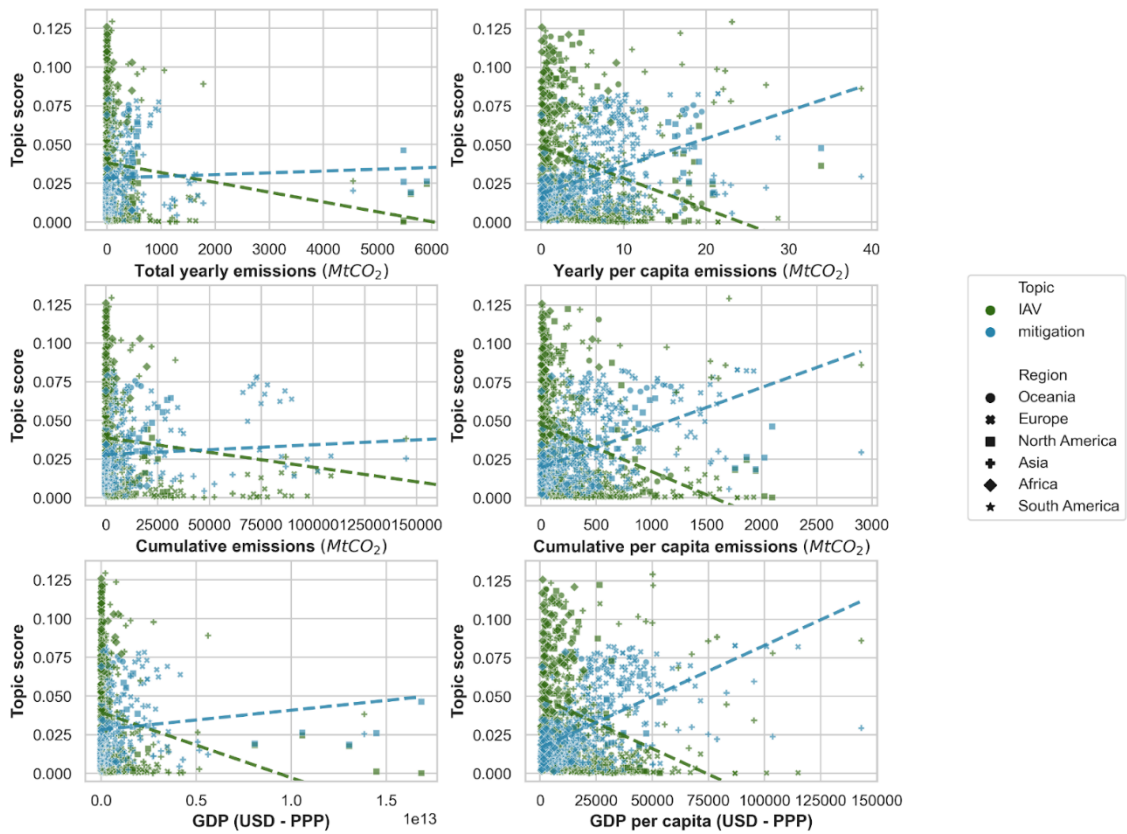 Topic score
0.125
0.100
0.075
0.050
0.025
0.000
0 1000 2000 3000 4000 5000 6000
Total yearly emissions (MtCO₂)
Topic score
0.125
0.100
0.075
0.050
0.025
0.000
0 10 20 30 40
Yearly per capita emissions (MtCO₂)
Topic score
0.125
0.100
0.075
0.050
0.025
0.000
0 25000 50000 75000 100000 125000 150000
Cumulative emissions (MtCO₂)
Topic score
0.125
0.100
0.075
0.050
0.025
0.000
0 500 1000 1500 2000 2500 3000
Cumulative per capita emissions (MtCO₂)
Topic score
0.125
0.100
0.075
0.050
0.025
0.000
0.0 0.5 1.0 1.5
1e13
GDP (USD - PPP)
Topic score
0.125
0.100
0.075
0.050
0.025
0.000
0 25000 50000 75000 100000 125000 150000
GDP per capita (USD - PPP)
Topic
IAV
mitigation
Region
Oceania
Europe
North America
Asia
Africa
South America